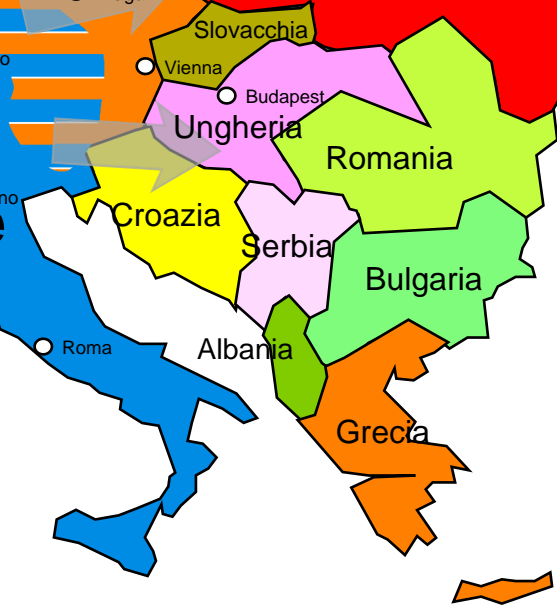 Slovacchia
Vienna
Budapest
Ungheria
Romania
Croazia
Serbia
Bulgaria
Roma
Albania
Grecia